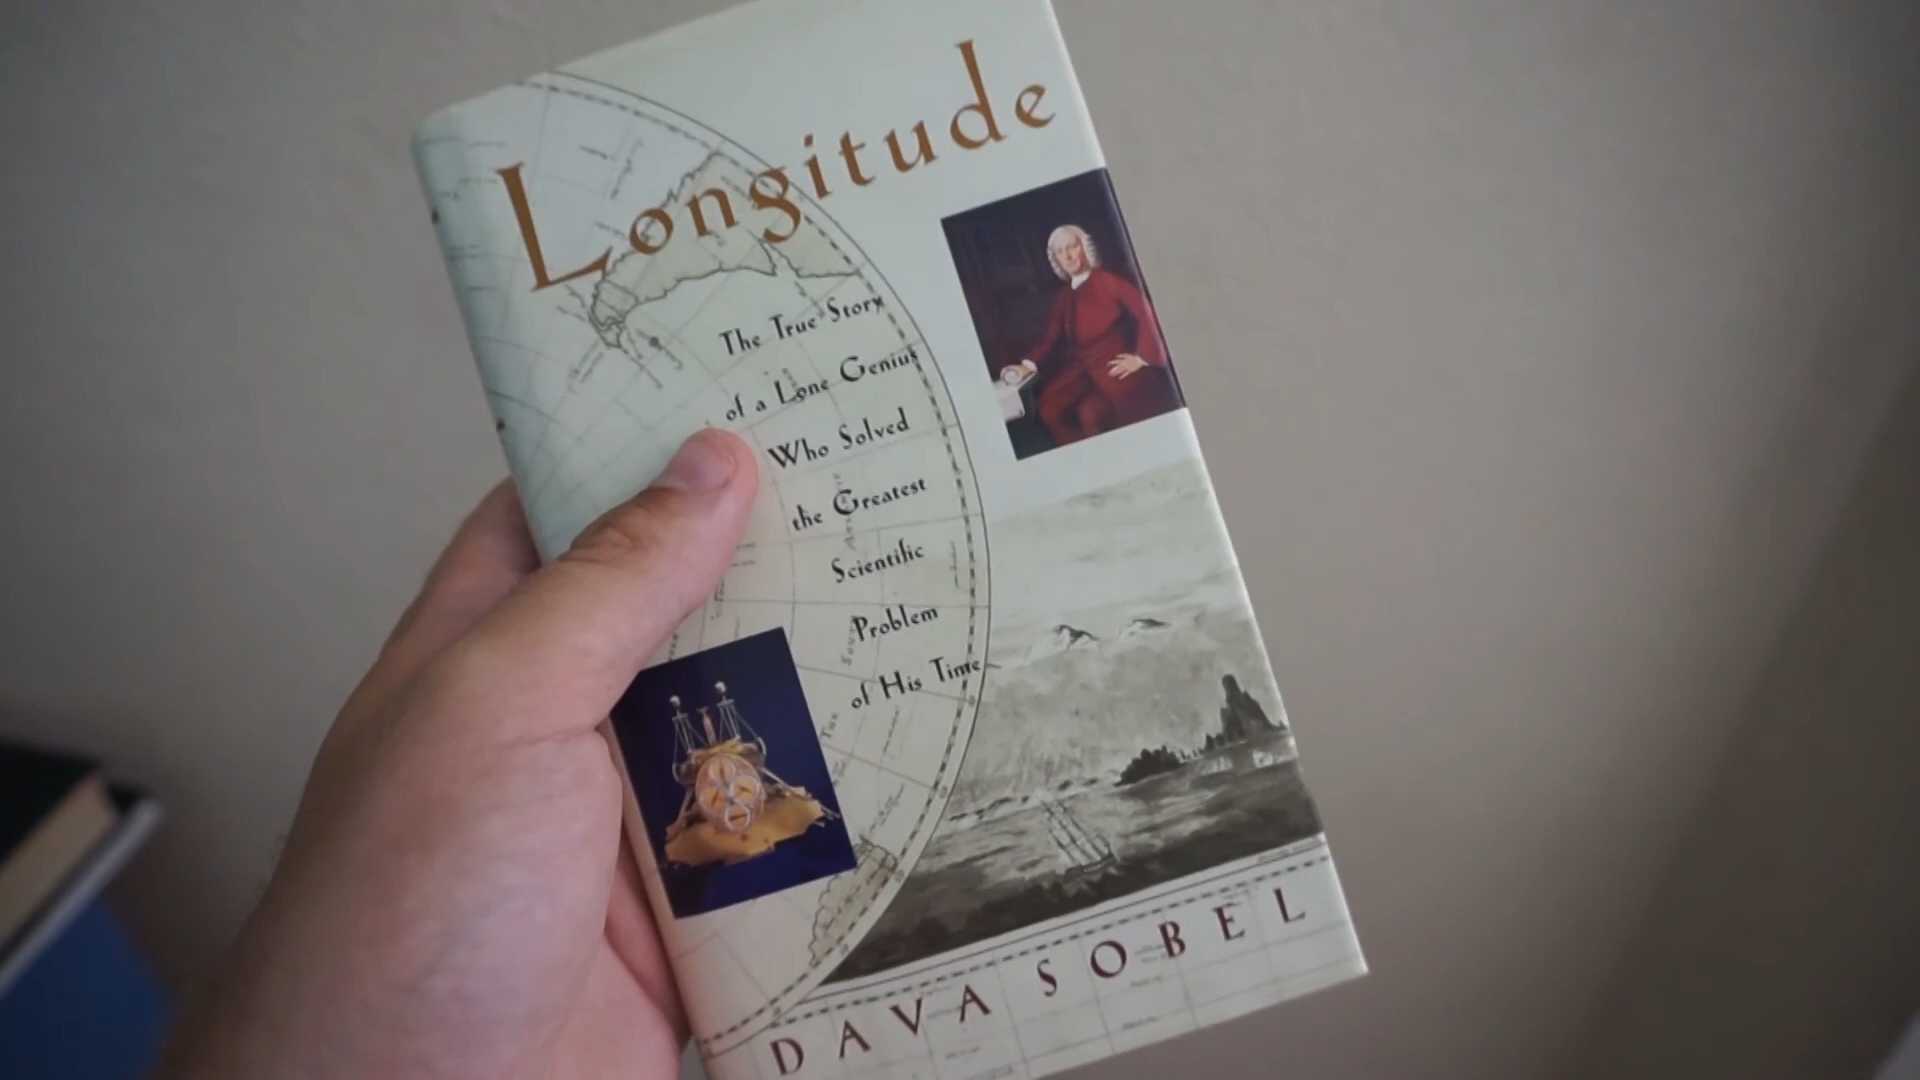 Longitude
The True Story
of a Lone Genius
Who Solved
the Greatest
Scientific
Problem
of His Time
DAVA SOBEL